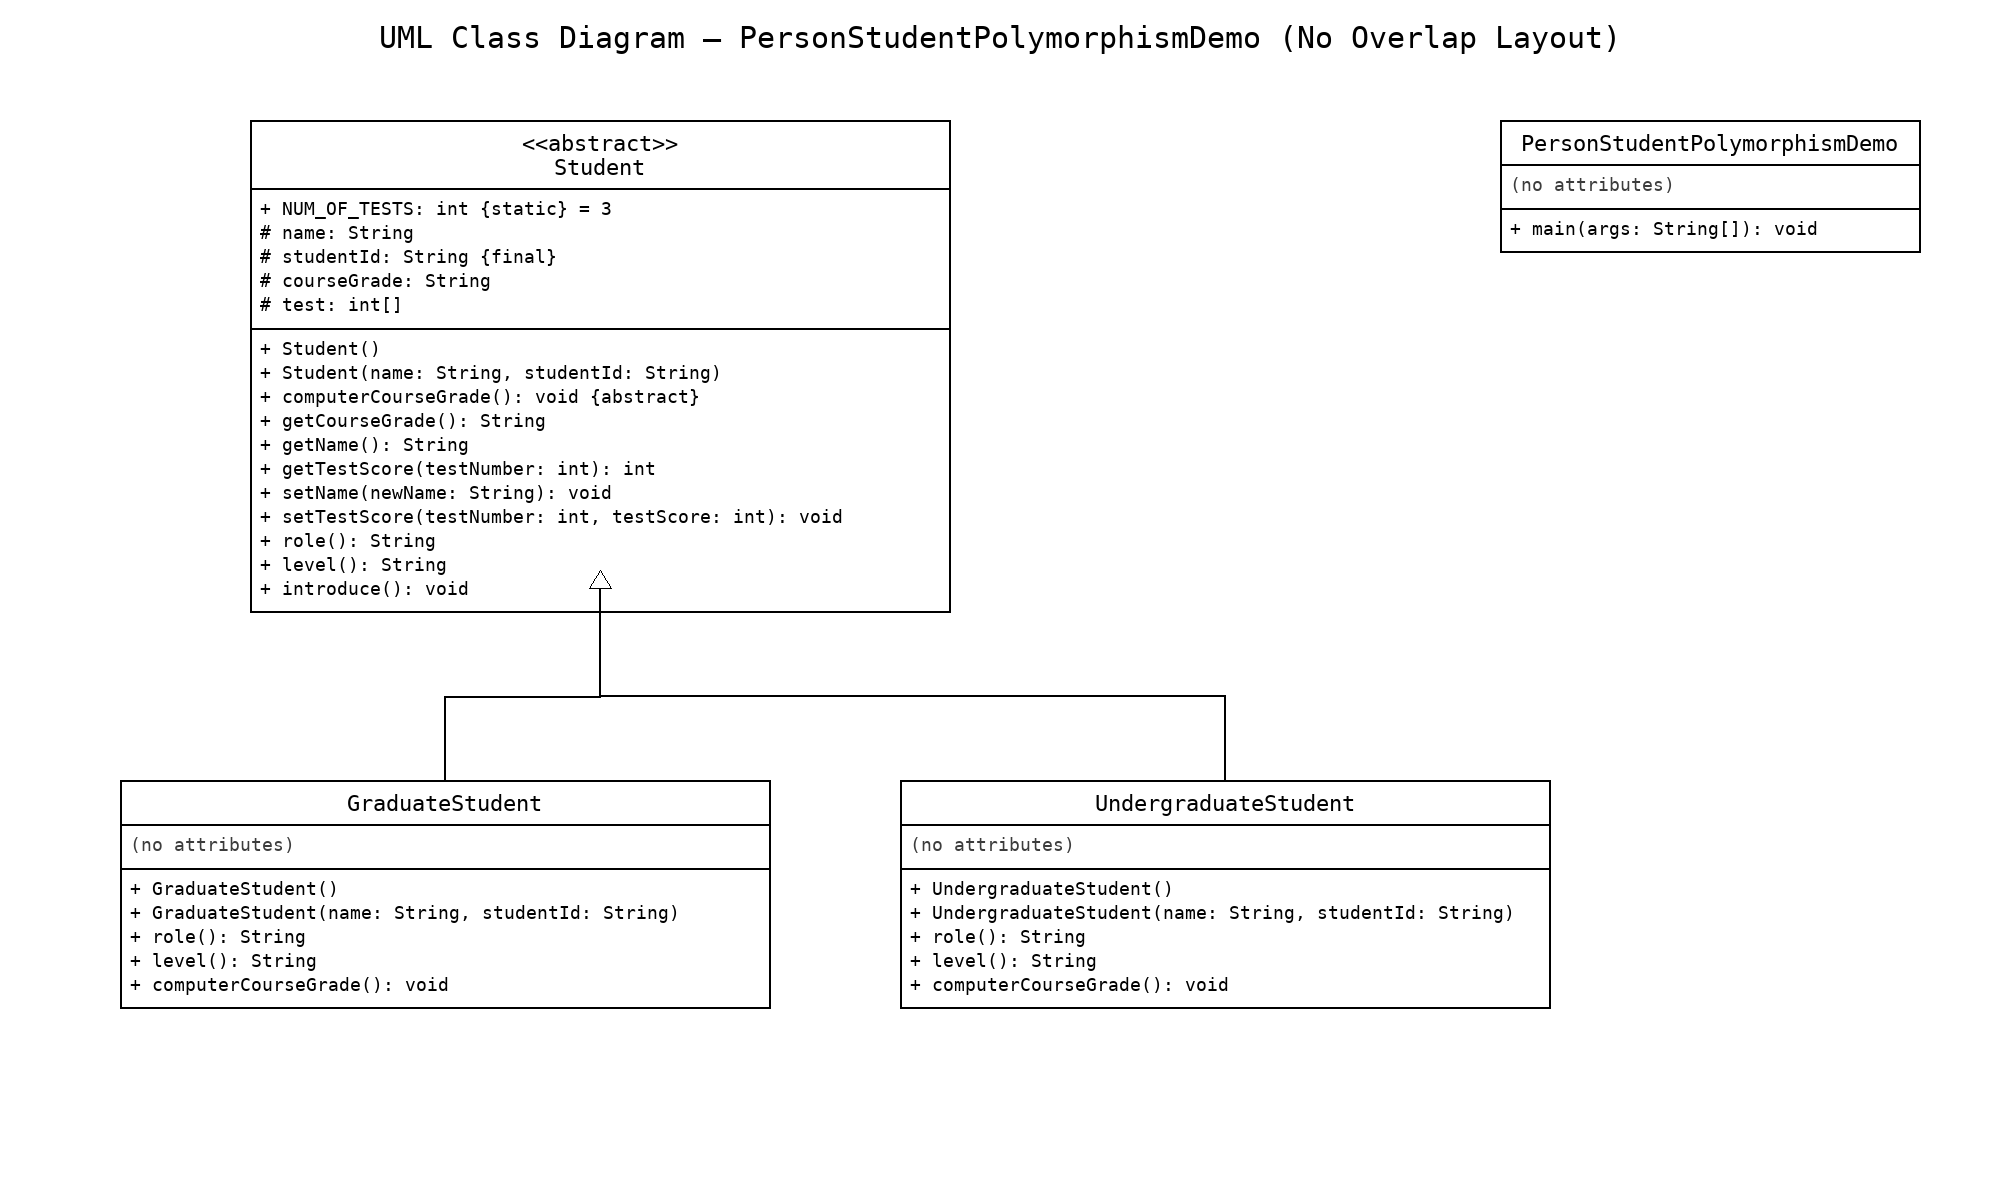 UML Class Diagram — PersonStudentPolymorphismDemo (No Overlap Layout)
<<abstract>>
Student
+ NUM_OF_TESTS: int {static} = 3
# name: String
# studentId: String {final}
# courseGrade: String
# test: int[]
+ Student()
+ Student(name: String, studentId: String)
+ computerCourseGrade(): void {abstract}
+ getCourseGrade(): String
+ getName(): String
+ getTestScore(testNumber: int): int
+ setName(newName: String): void
+ setTestScore(testNumber: int, testScore: int): void
+ role(): String
+ level(): String
+ introduce(): void
PersonStudentPolymorphismDemo
(no attributes)
+ main(args: String[]): void
GraduateStudent
(no attributes)
+ GraduateStudent()
+ GraduateStudent(name: String, studentId: String)
+ role(): String
+ level(): String
+ computerCourseGrade(): void
UndergraduateStudent
(no attributes)
+ UndergraduateStudent()
+ UndergraduateStudent(name: String, studentId: String)
+ role(): String
+ level(): String
+ computerCourseGrade(): void